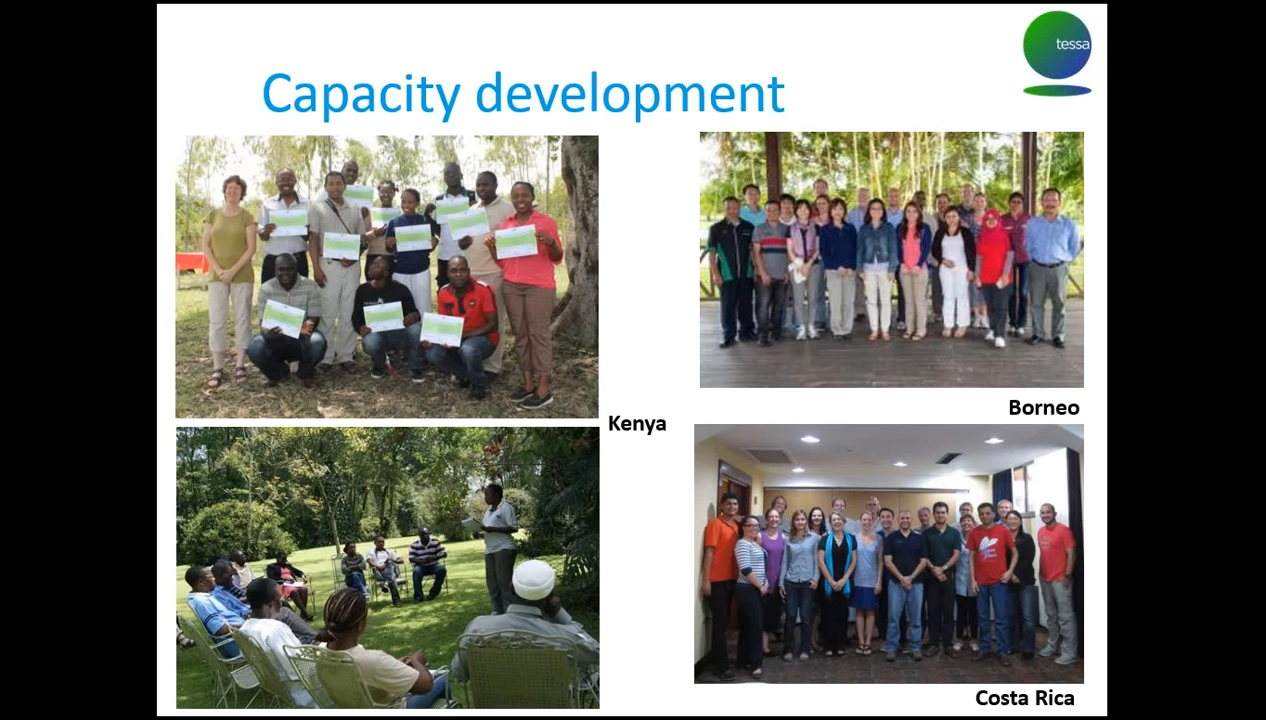 tessa
Capacity development
Kenya
Borneo
Costa Rica